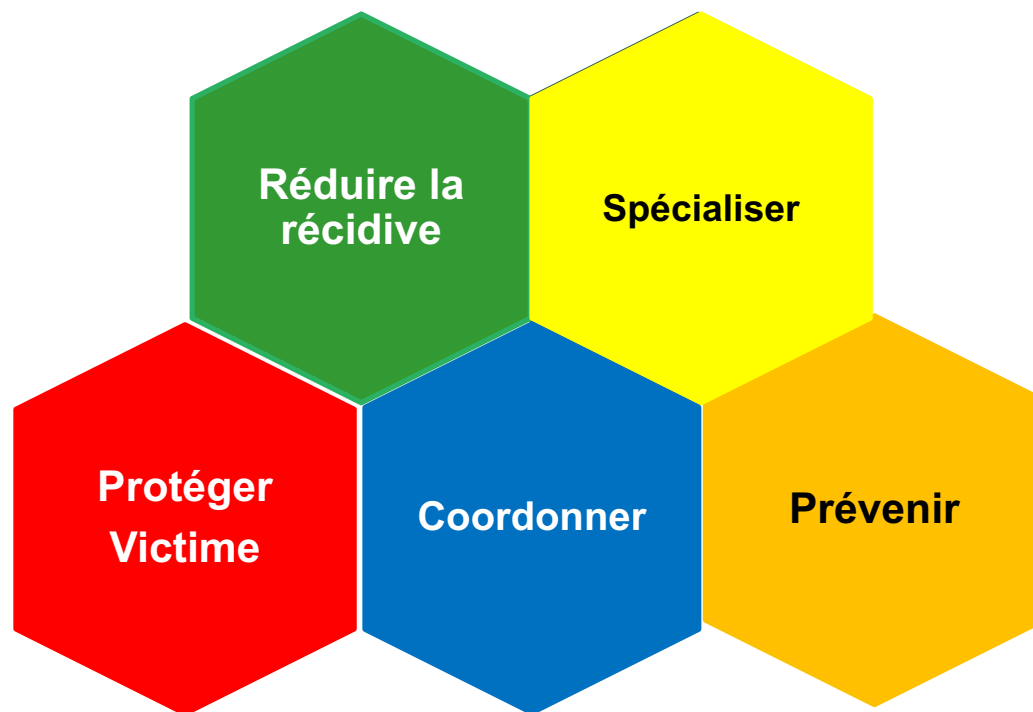 Réduire la
récidive
Spécialiser
Protéger
Victime
Coordonner
Prévenir